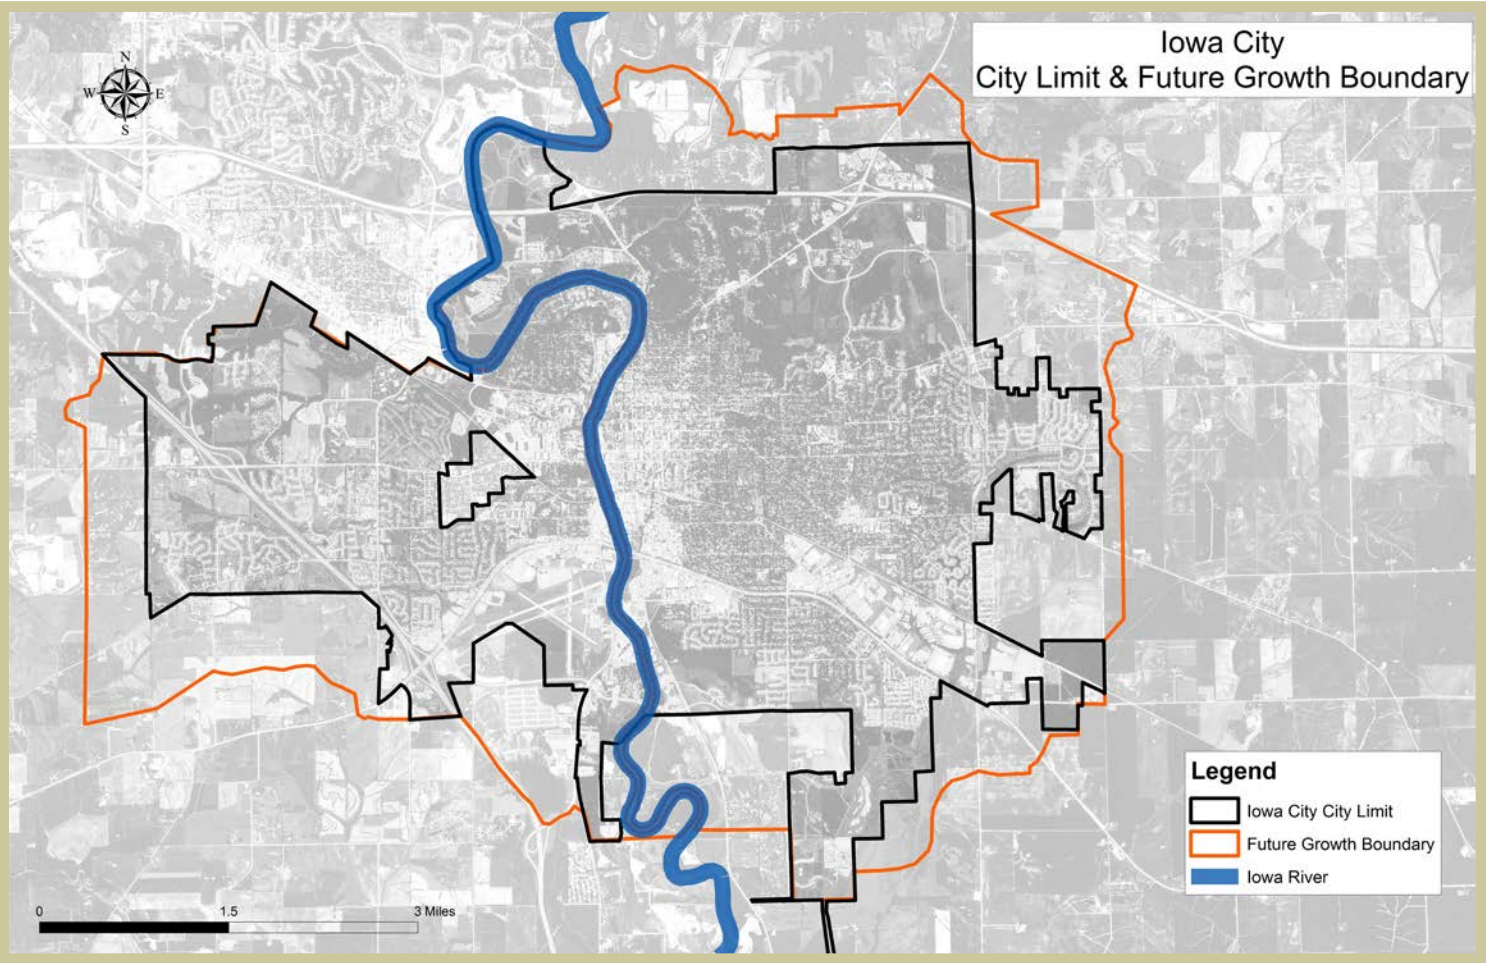 Iowa City
City Limit & Future Growth Boundary
N
W E
S
Legend
Iowa City City Limit
Future Growth Boundary
Iowa River
0 1.5 3 Miles